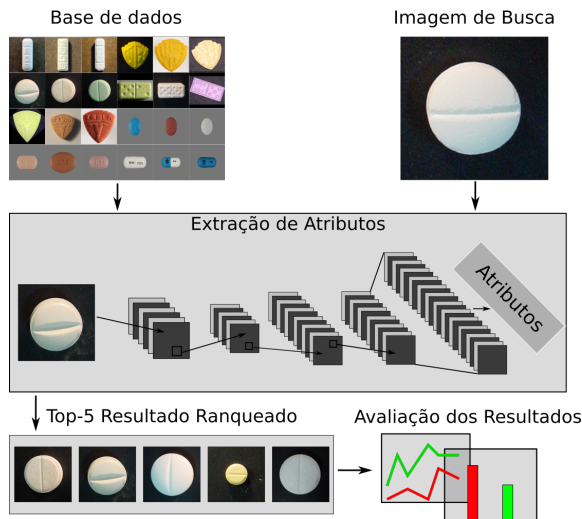 Base de dados
Imagem de Busca
Extração de Atributos
Atributos
Top-5 Resultado Ranqueado
Avaliação dos Resultados